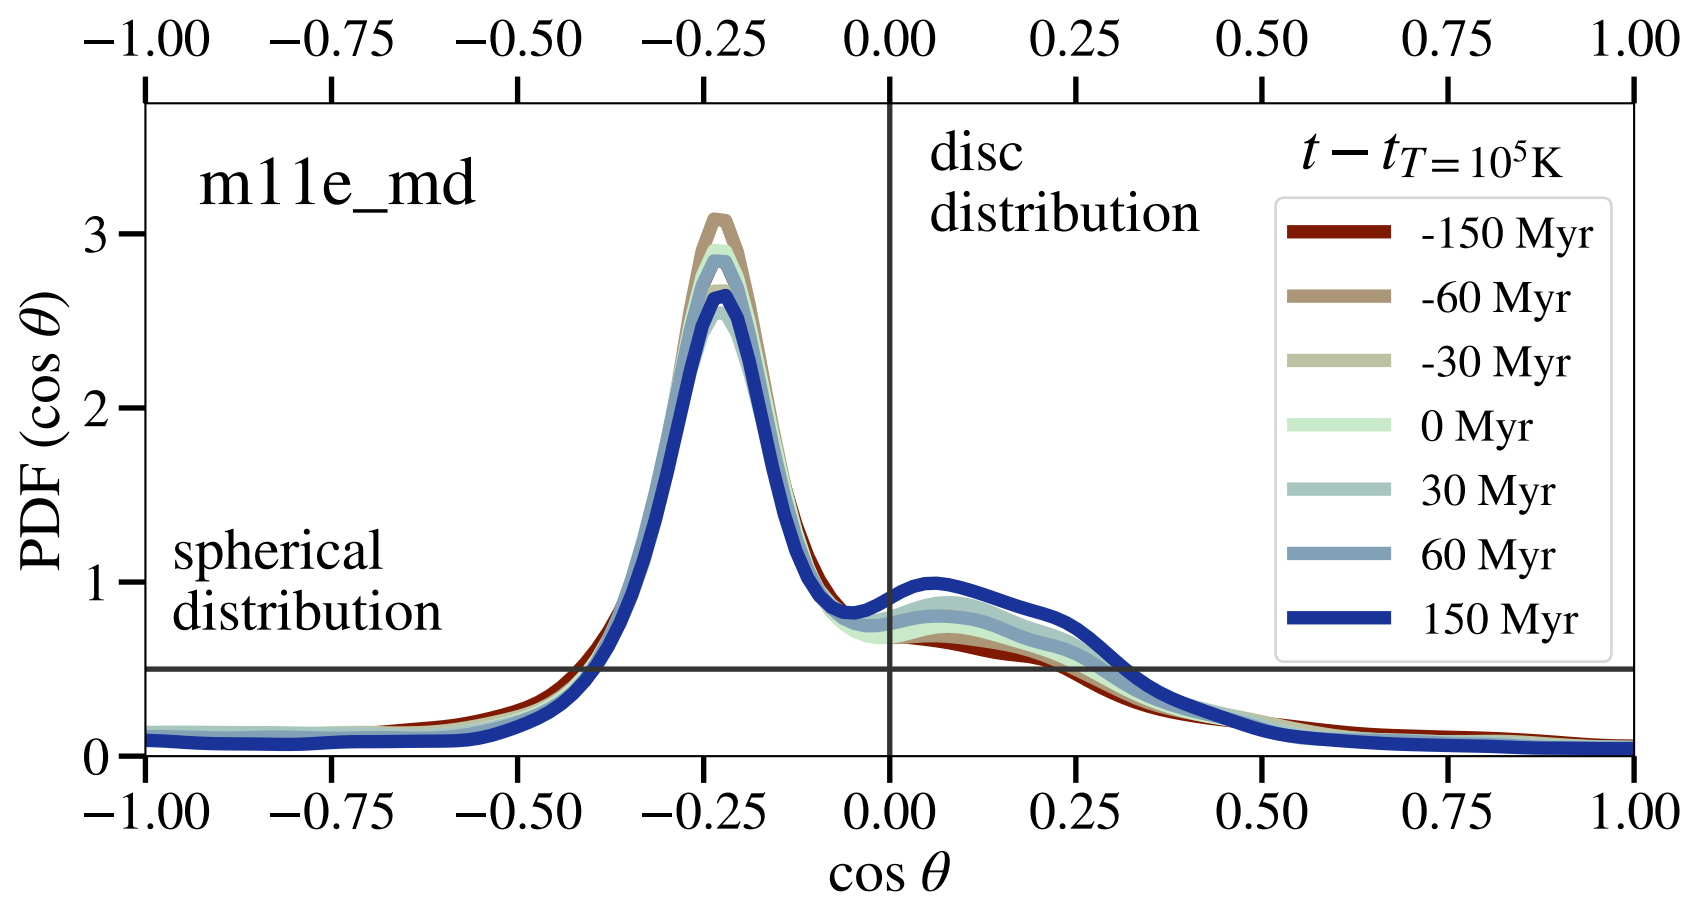 −1.00 −0.75 −0.50 −0.25 0.00 0.25 0.50 0.75 1.00
m11e_md
disc
distribution
t − t_{T=10^5K}
-150 Myr
-60 Myr
-30 Myr
0 Myr
30 Myr
60 Myr
150 Myr
spherical
distribution
PDF (cos θ)
3
2
1
0
−1.00 −0.75 −0.50 −0.25 0.00 0.25 0.50 0.75 1.00
cos θ